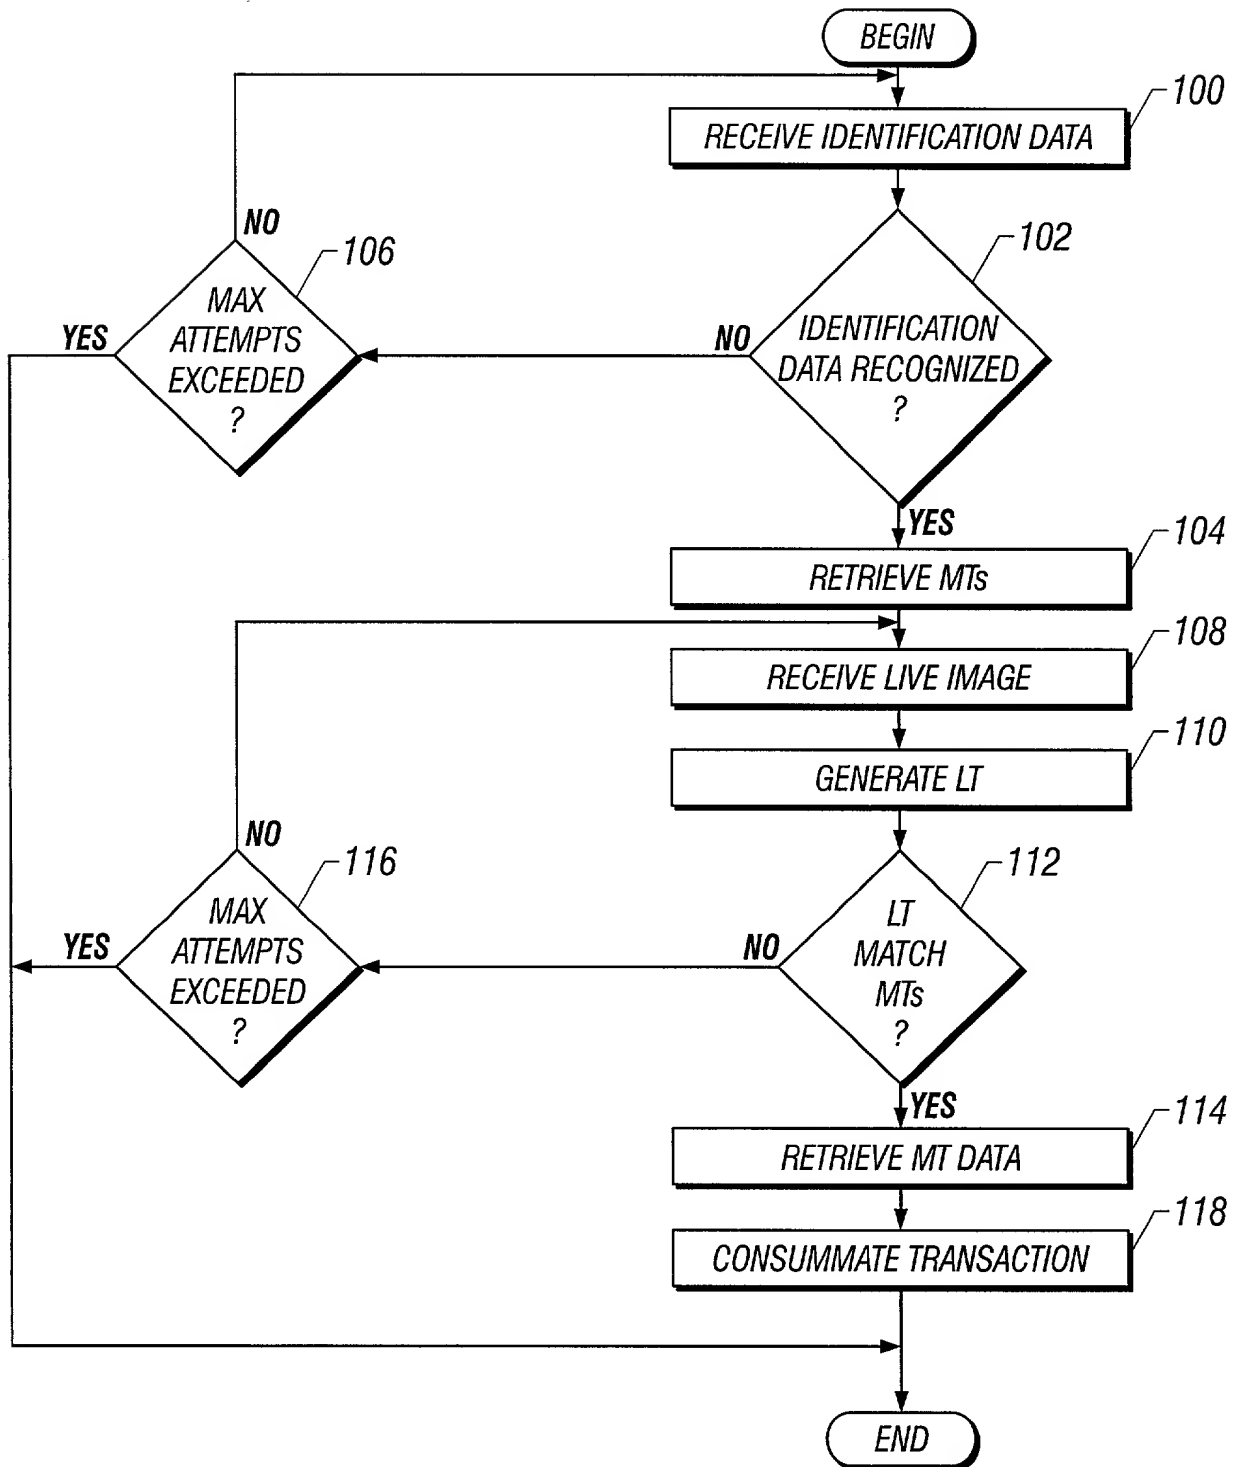 BEGIN
100
RECEIVE IDENTIFICATION DATA
NO
106
MAX
ATTEMPTS
EXCEEDED
?
YES
102
NO
IDENTIFICATION
DATA RECOGNIZED
?
YES
104
RETRIEVE MTs
108
RECEIVE LIVE IMAGE
110
GENERATE LT
NO
116
MAX
ATTEMPTS
EXCEEDED
?
YES
112
NO
LT
MATCH
MTs
?
YES
114
RETRIEVE MT DATA
118
CONSUMMATE TRANSACTION
END